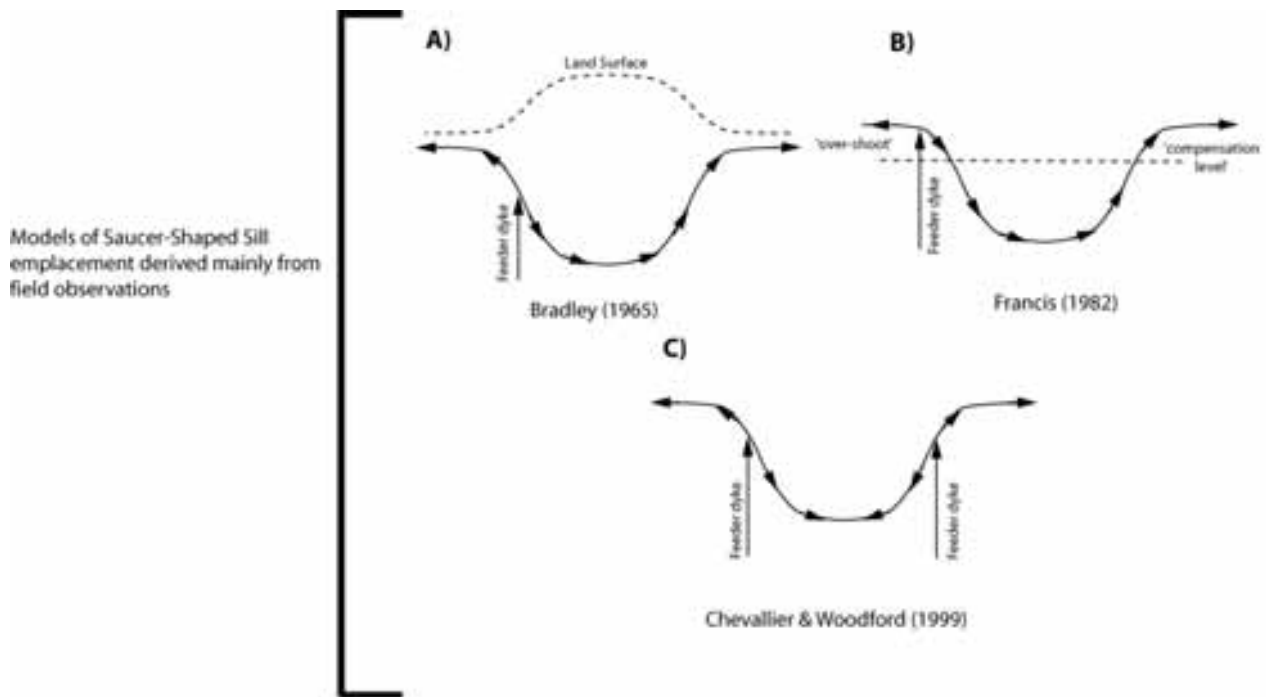 Models of Saucer-Shaped Sill
emplacement derived mainly from
field observations
A)
Land Surface
Feeder dyke
Bradley (1965)
B)
'over-shoot'
'compensation
level'
Feeder dyke
Francis (1982)
C)
Feeder dyke
Feeder dyke
Chevallier & Woodford (1999)